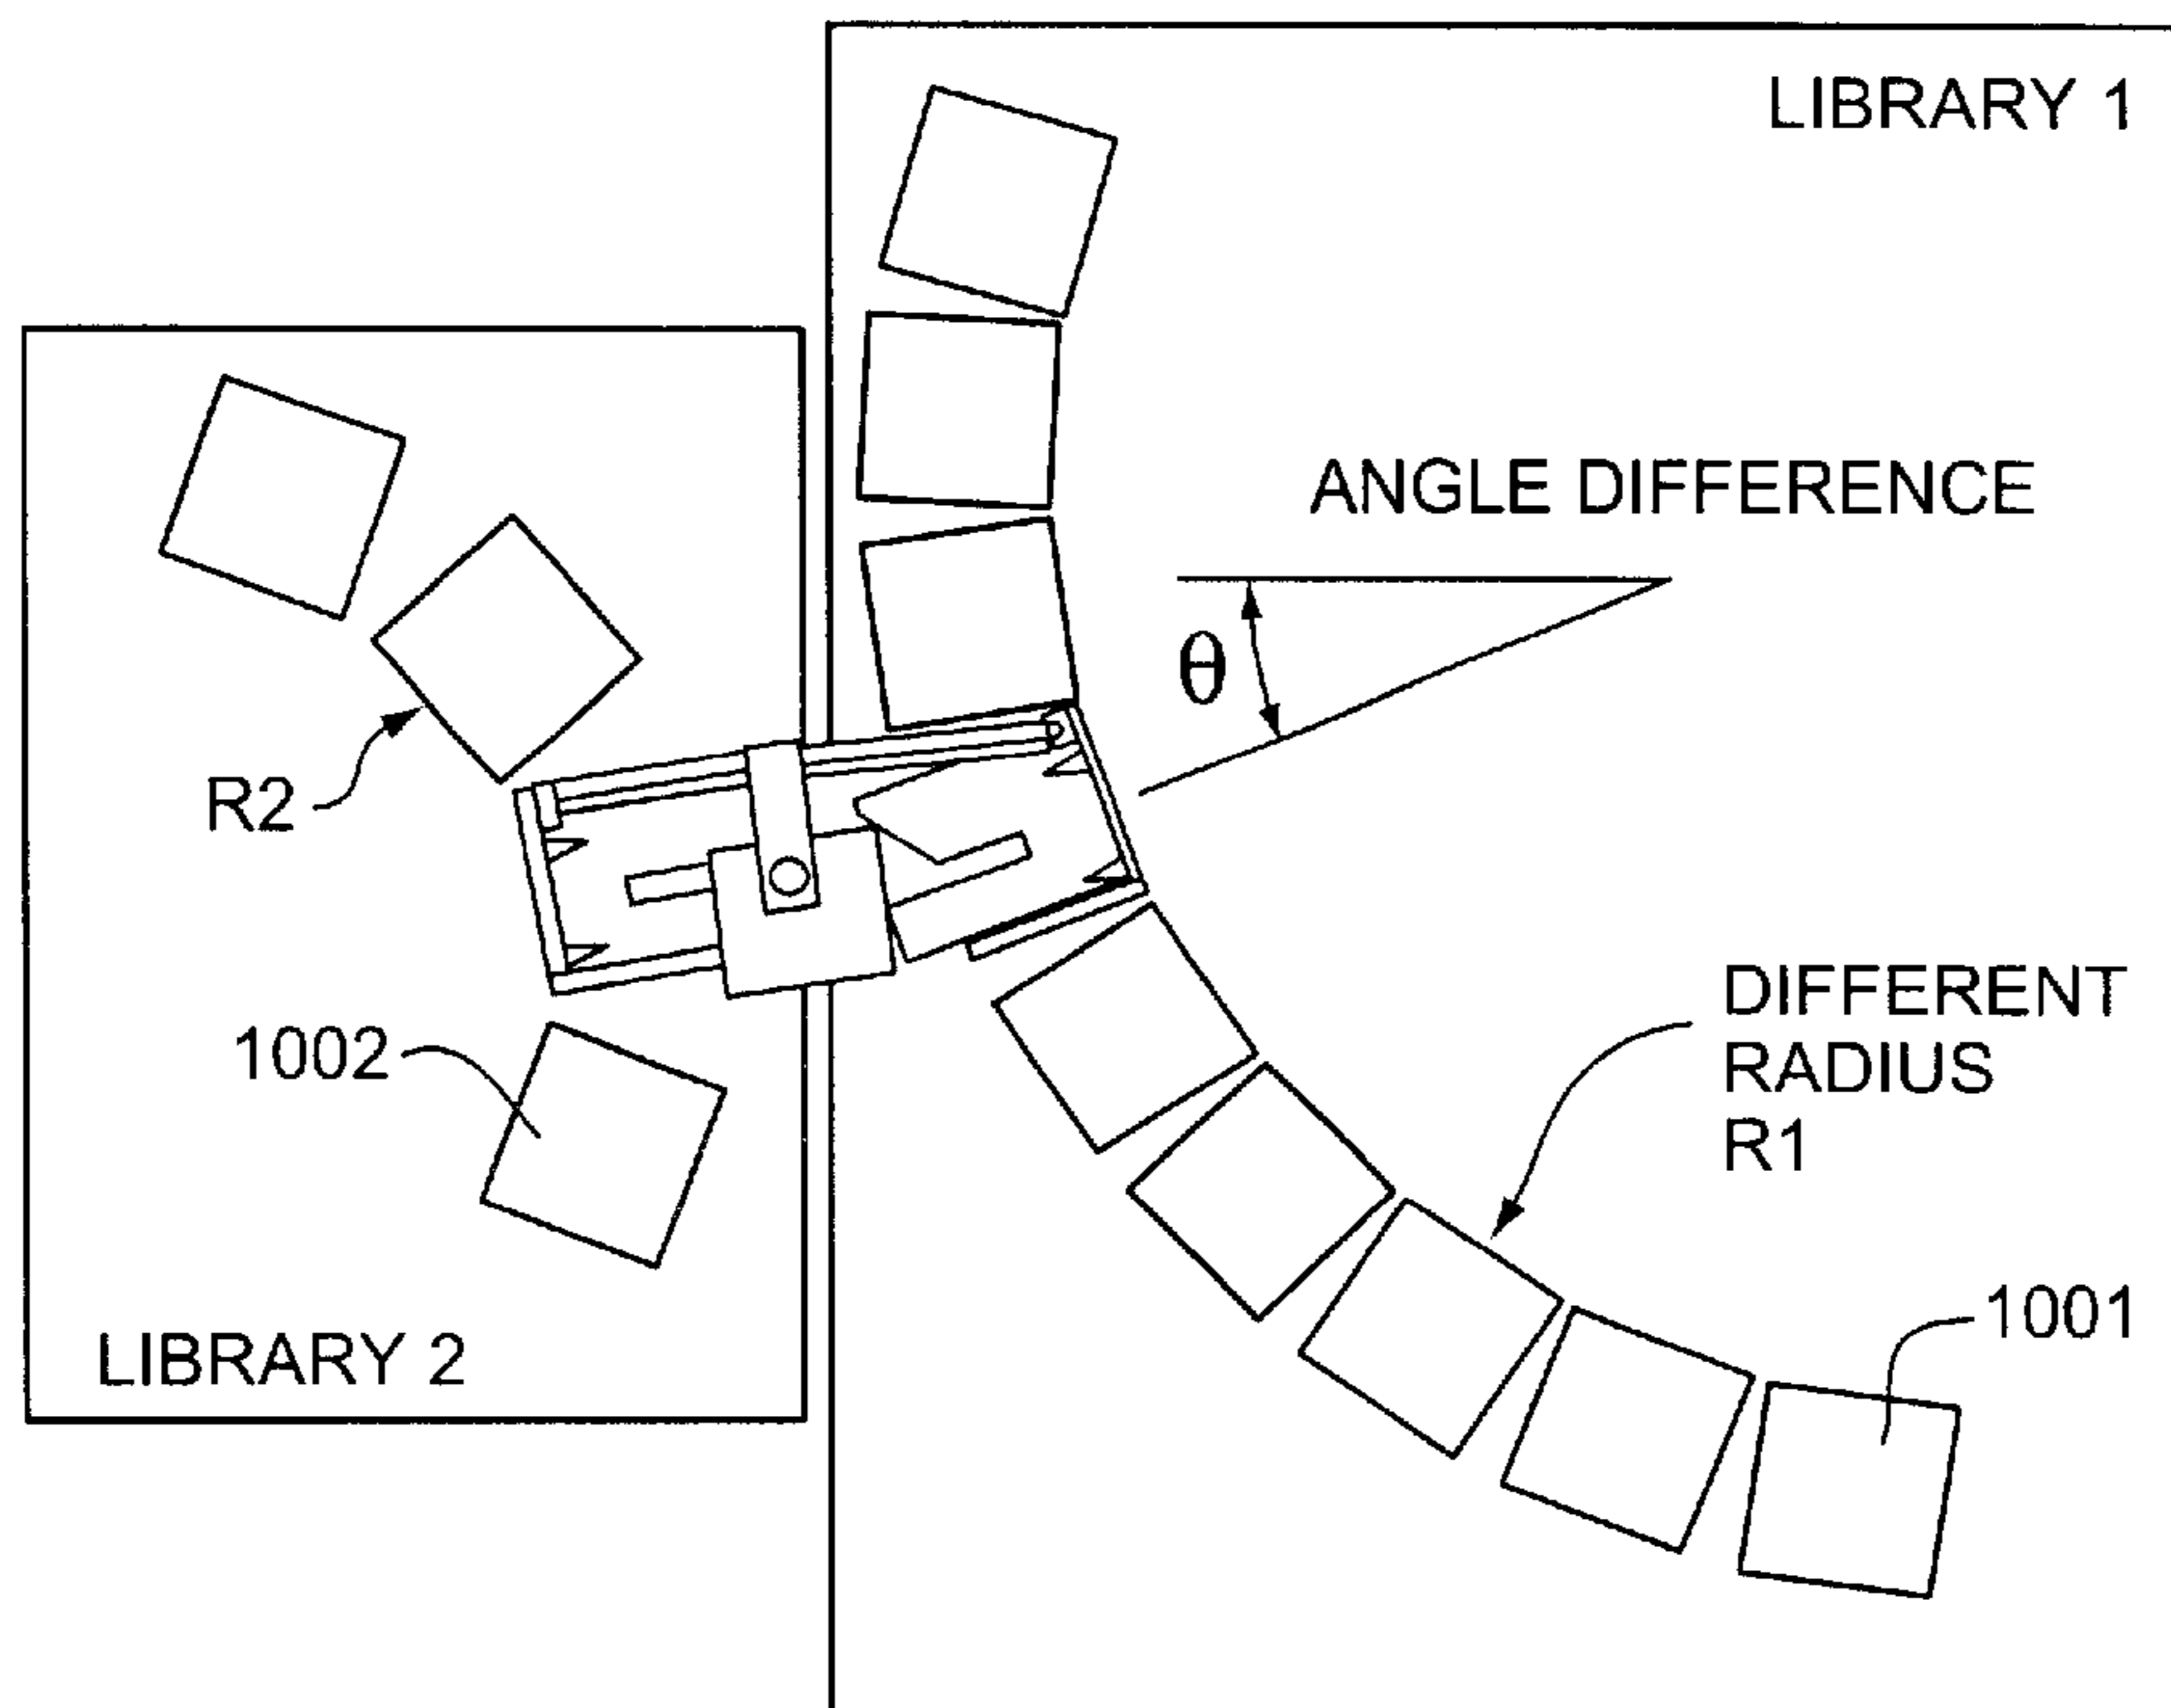 LIBRARY 1
ANGLE DIFFERENCE
θ
R2
DIFFERENT
RADIUS
R1
1002
1001
LIBRARY 2